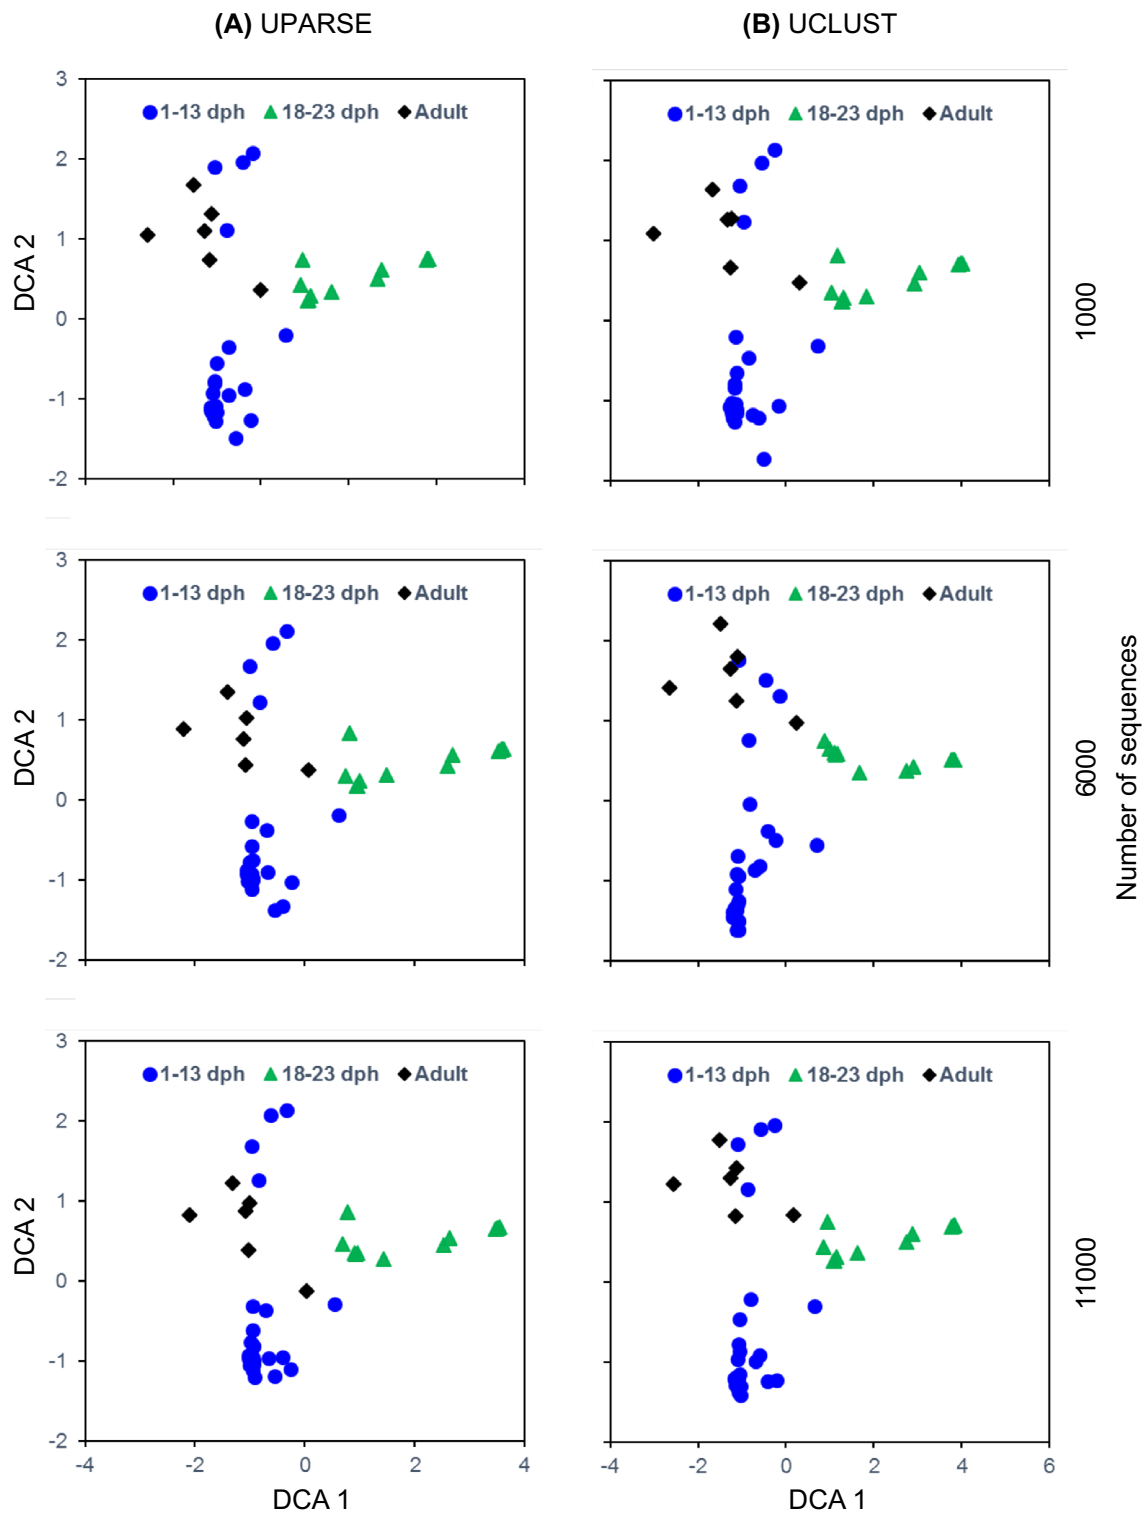 (A) UPARSE
(B) UCLUST
3
1-13 dph 18-23 dph Adult
2
1
0
-1
-2
DCA 2
1-13 dph 18-23 dph Adult
1000
3
1-13 dph 18-23 dph Adult
2
1
0
-1
-2
DCA 2
1-13 dph 18-23 dph Adult
6000
Number of sequences
3
1-13 dph 18-23 dph Adult
2
1
0
-1
-2
DCA 2
-4 -2 0 2 4
DCA 1
1-13 dph 18-23 dph Adult
-4 -2 0 2 4 6
DCA 1
11000